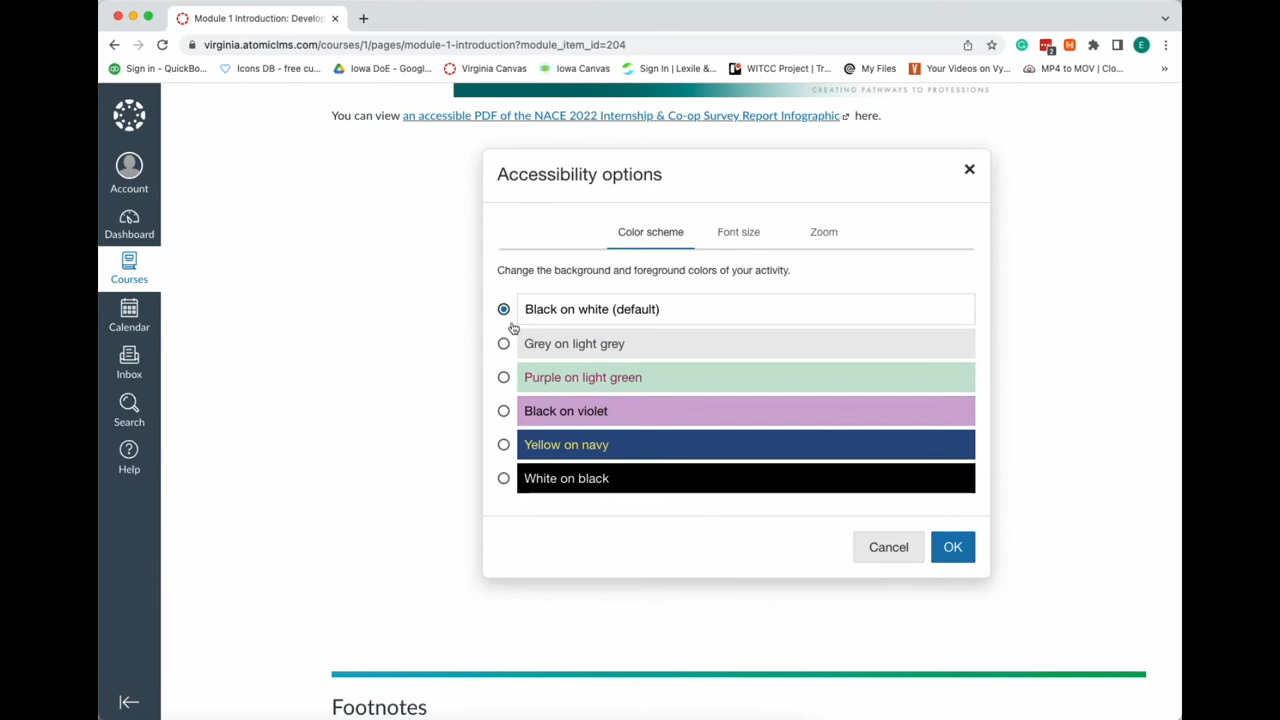 Module 1 Introduction: Develop
virginia.atomiclms.com/courses/1/pages/module-1-introduction?module_item_id=204
2
E
Sign in - QuickBo... Icons DB - free cu... Iowa DoE - Googl... Virginia Canvas Iowa Canvas Sign In | Lexile &... WITCC Project | Tr... My Files Your Videos on Vy... MP4 to MOV | Clo... »
CREATING PATHWAYS TO PROFESSIONS
You can view an accessible PDF of the NACE 2022 Internship & Co-op Survey Report Infographic here.
Account
Dashboard
Courses
Calendar
Inbox
Search
Help
Accessibility options
Color scheme Font size Zoom
Change the background and foreground colors of your activity.
Black on white (default)
Grey on light grey
Purple on light green
Black on violet
Yellow on navy
White on black
Cancel OK
Footnotes